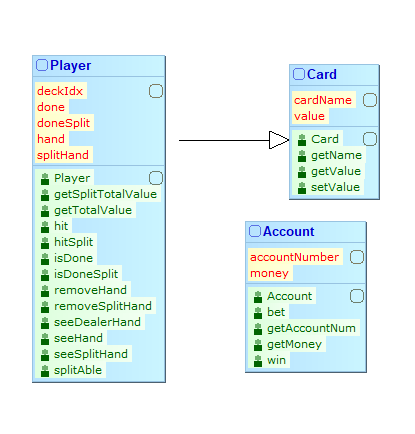 Player
deckIdx
done
doneSplit
hand
splitHand
Player
getSplitTotalValue
getTotalValue
hit
hitSplit
isDone
isDoneSplit
removeHand
removeSplitHand
seeDealerHand
seeHand
seeSplitHand
splitAble
Card
cardName
value
Card
getName
getValue
setValue
Account
accountNumber
money
Account
bet
getAccountNum
getMoney
win